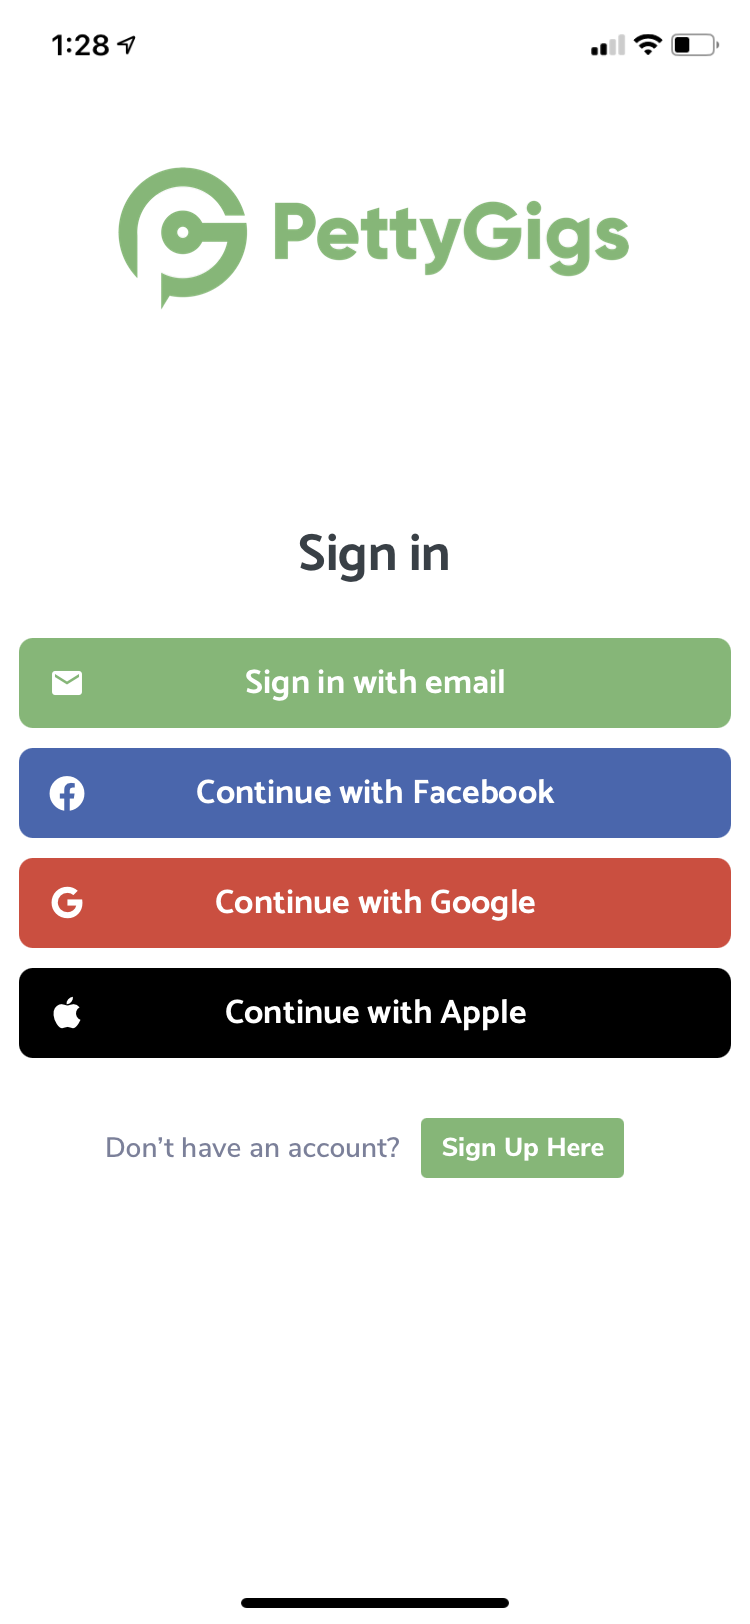 1:28
PettyGigs
Sign in
Sign in with email
Continue with Facebook
Continue with Google
Continue with Apple
Don’t have an account? Sign Up Here